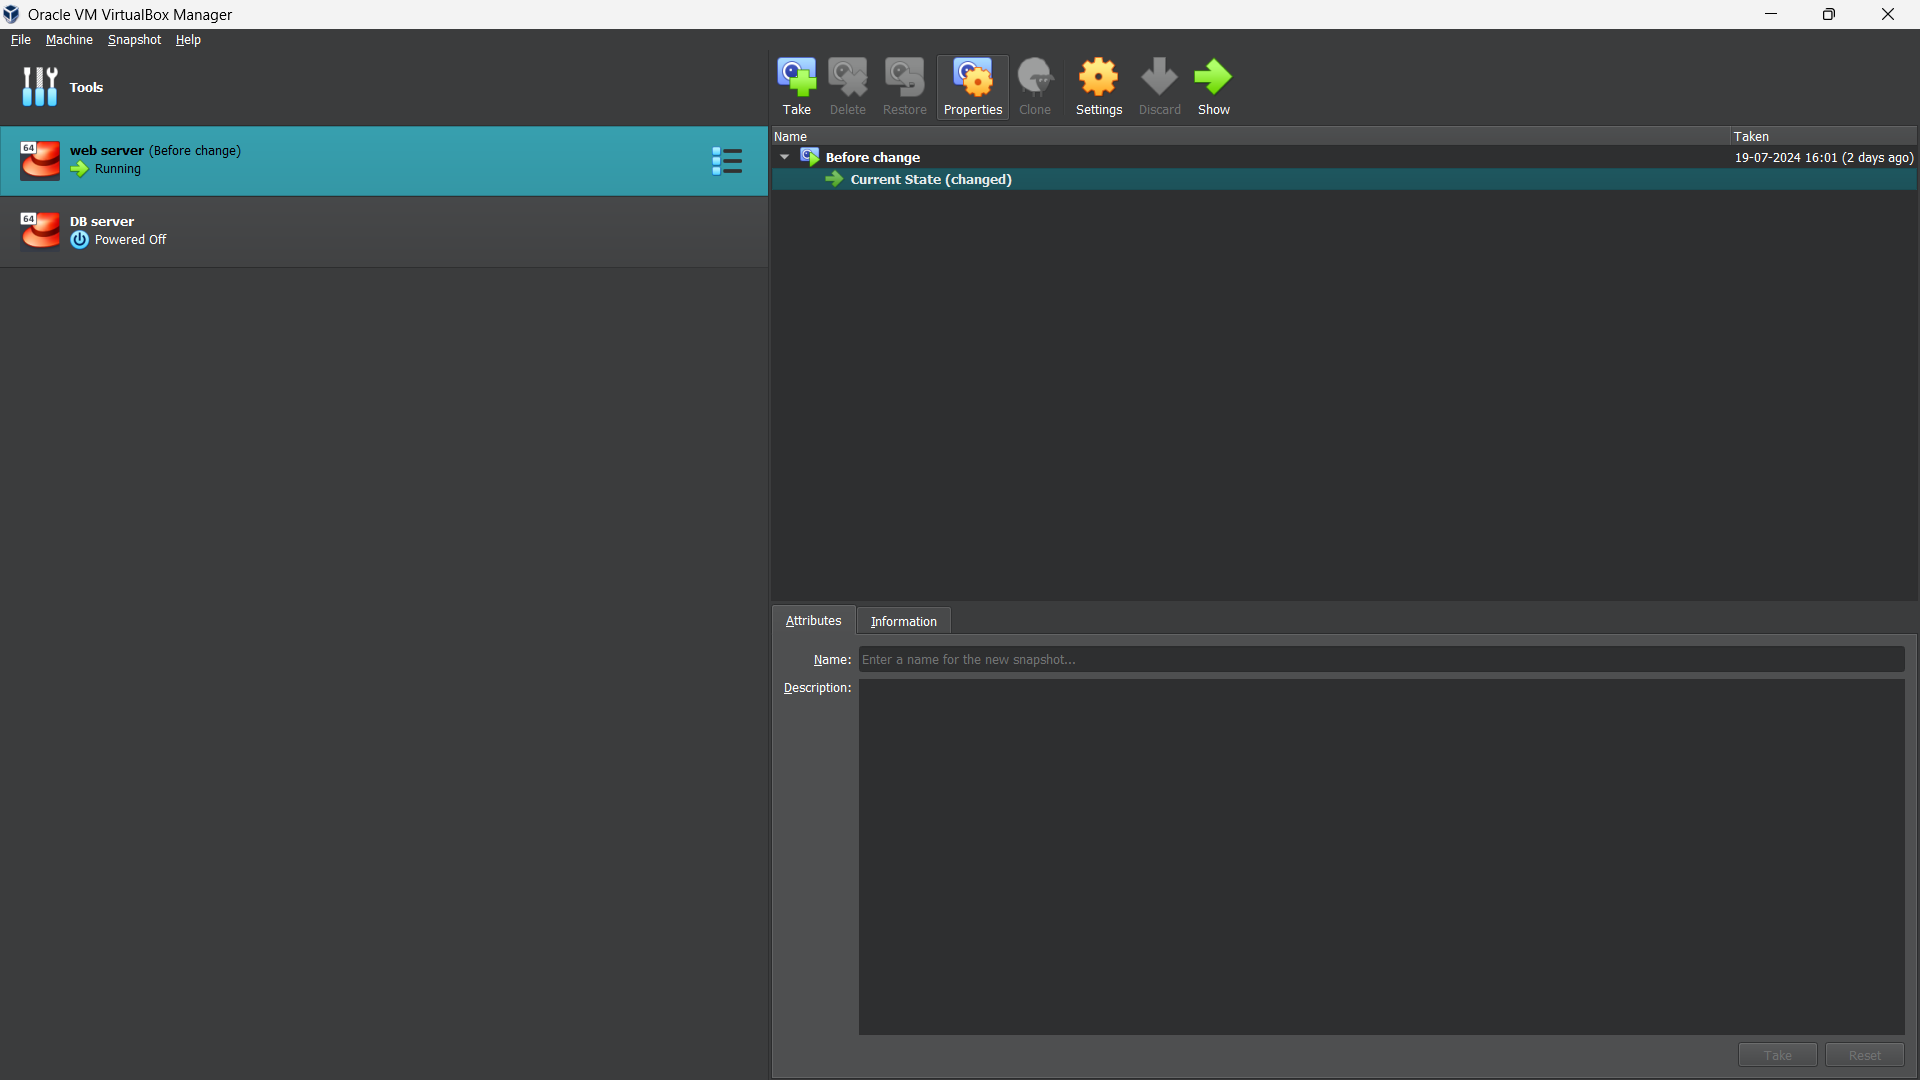 Oracle VM VirtualBox Manager
File Machine Snapshot Help
Tools
64 web server (Before change)
Running
64 DB server
Powered Off
Take Delete Restore Properties Clone Settings Discard Show
Name Taken
Before change 19-07-2024 16:01 (2 days ago)
Current State (changed)
Attributes Information
Name: Enter a name for the new snapshot...
Description:
Take Reset